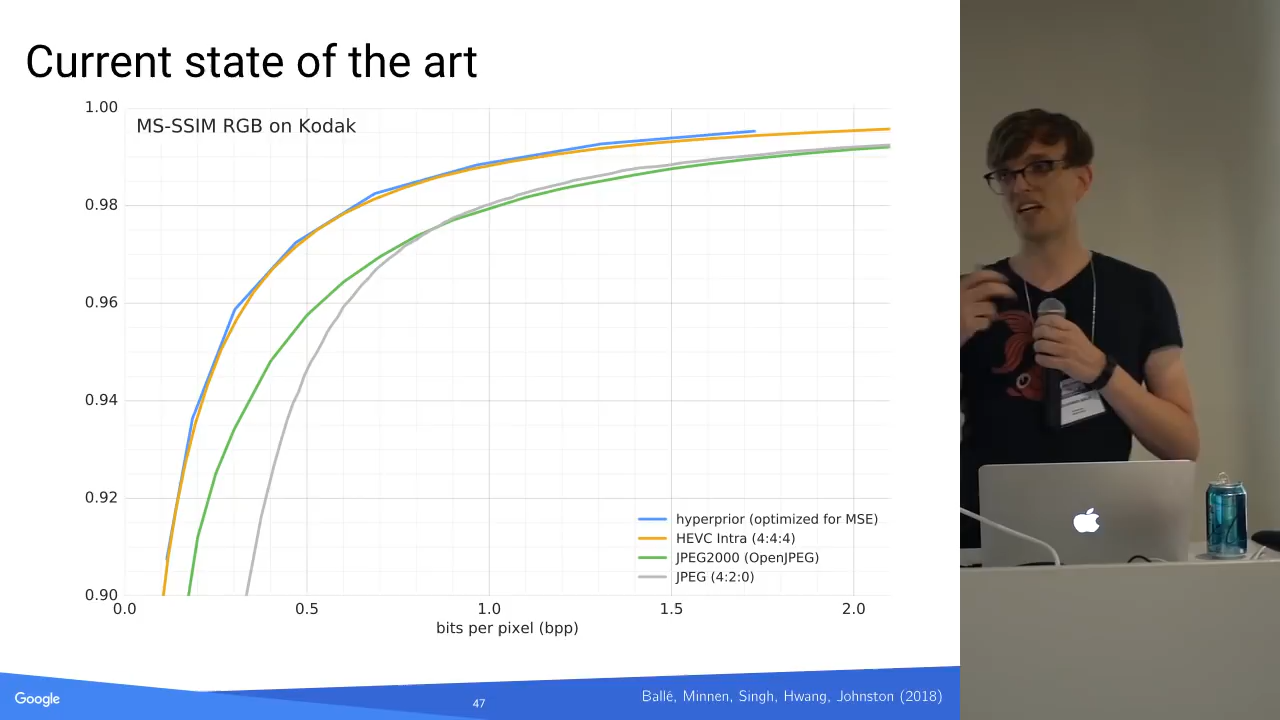 Current state of the art
MS-SSIM RGB on Kodak
1.00
0.98
0.96
0.94
0.92
0.90
0.0
0.5
1.0
1.5
2.0
bits per pixel (bpp)
hyperprior (optimized for MSE)
HEVC Intra (4:4:4)
JPEG2000 (OpenJPEG)
JPEG (4:2:0)
Google
47
Ballé, Minnen, Singh, Hwang, Johnston (2018)